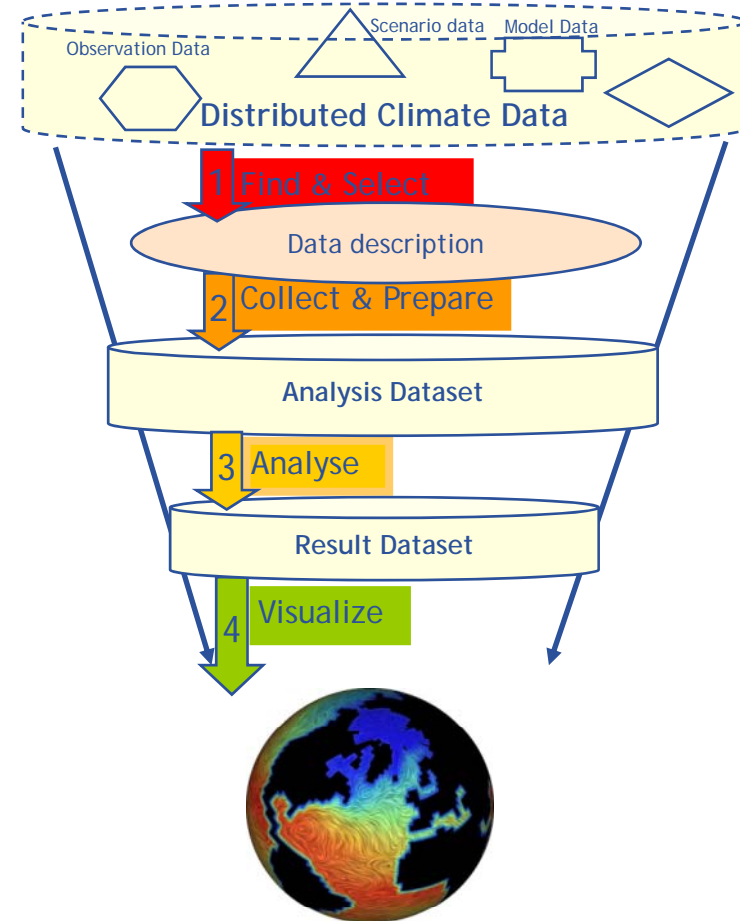 Scenario data
Model Data
Observation Data
Distributed Climate Data
1 Find & Select
Data description
2 Collect & Prepare
Analysis Dataset
3 Analyse
Result Dataset
4 Visualize